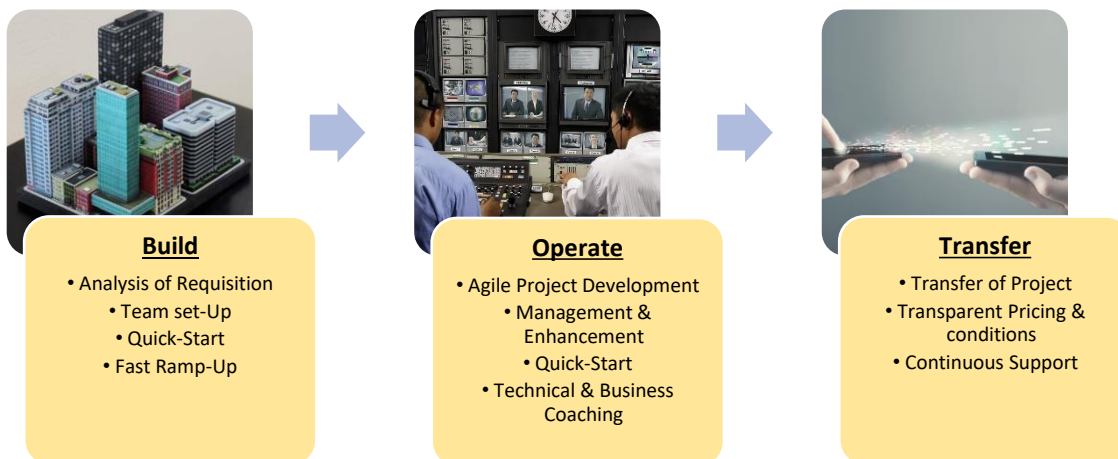 Build
• Analysis of Requisition
• Team set-Up
• Quick-Start
• Fast Ramp-Up
Operate
• Agile Project Development
• Management &
Enhancement
• Quick-Start
• Technical & Business
Coaching
Transfer
• Transfer of Project
• Transparent Pricing &
conditions
• Continuous Support